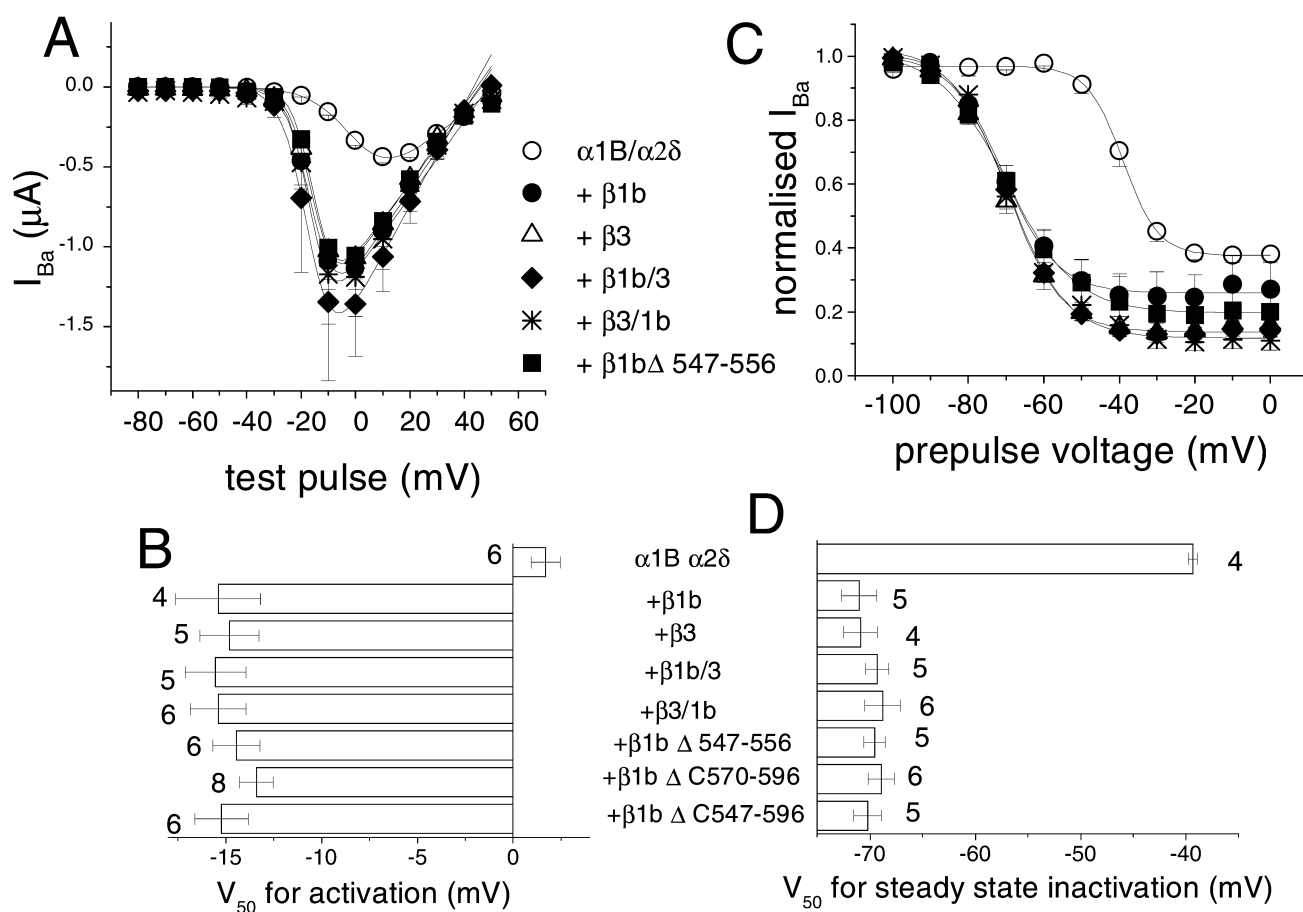 A
0.0
-0.5
-1.0
-1.5
I_Ba (μA)
-80 -60 -40 -20 0 20 40 60
test pulse (mV)
α1B/α2δ
+ β1b
+ β3
+ β1b/3
+ β3/1b
+ β1bΔ 547-556
C
1.0
0.8
0.6
0.4
0.2
0.0
normalised I_Ba
-100 -80 -60 -40 -20 0
prepulse voltage (mV)
B
6
4
5
5
6
6
8
6
-15 -10 -5 0
V_50 for activation (mV)
α1B α2δ
+β1b
+β3
+β1b/3
+β3/1b
+β1b Δ 547-556
+β1b Δ C570-596
+β1b Δ C547-596
D
4
5
4
5
6
5
6
5
-70 -60 -50 -40
V_50 for steady state inactivation (mV)